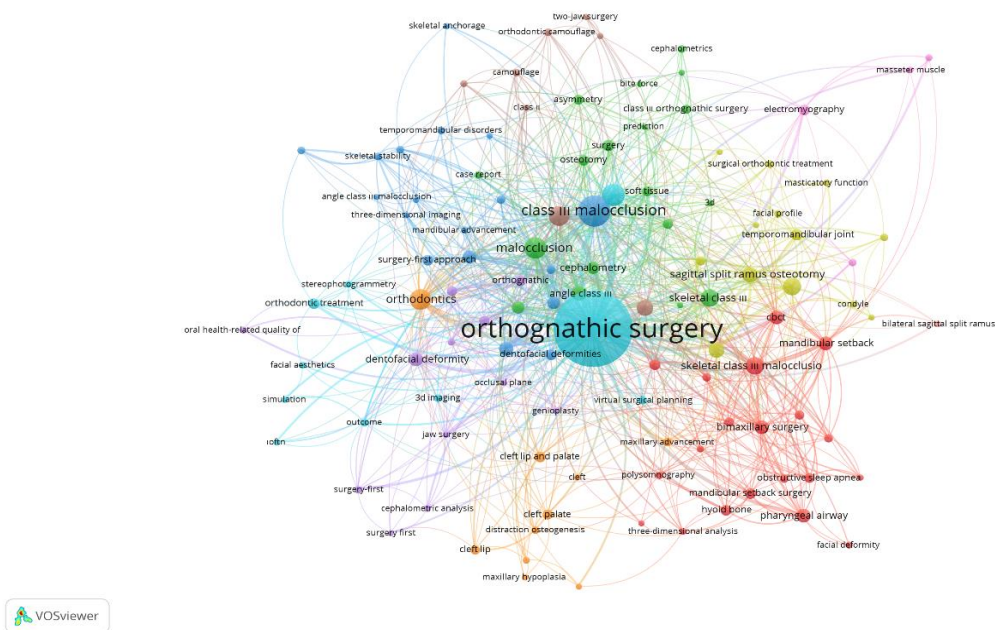 two-jaw surgery
skeletal anchorage
orthodontic camouflage
cephalometrics
masseter muscle
camouflage
bite force
asymmetry
class ii
class iii orthognathic surgery
electromyography
temporomandibular disorders
prediction
surgery
skeletal stability
osteotomy
surgical orthodontic treatment
case report
masticatory function
soft tissue
angle class iii malocclusion
3d
class iii malocclusion
three-dimensional imaging
facial profile
mandibular advancement
temporomandibular joint
malocclusion
surgery-first approach
cephalometry
sagittal split ramus osteotomy
orthognathic
stereophotogrammetry
angle class iii
orthodontics
skeletal class iii
orthodontic treatment
condyle
cbct
bilateral sagittal split ramus
oral health-related quality of
orthognathic surgery
mandibular setback
dentofacial deformities
dentofacial deformity
facial aesthetics
skeletal class iii malocclusio
occlusal plane
3d imaging
simulation
virtual surgical planning
genioplasty
outcome
bimaxillary surgery
jaw surgery
ioftn
maxillary advancement
cleft lip and palate
cleft
polysomnography
obstructive sleep apnea
surgery-first
mandibular setback surgery
cephalometric analysis
hyoid bone
cleft palate
pharyngeal airway
surgery first
distraction osteogenesis
three-dimensional analysis
cleft lip
facial deformity
maxillary hypoplasia
VOSviewer